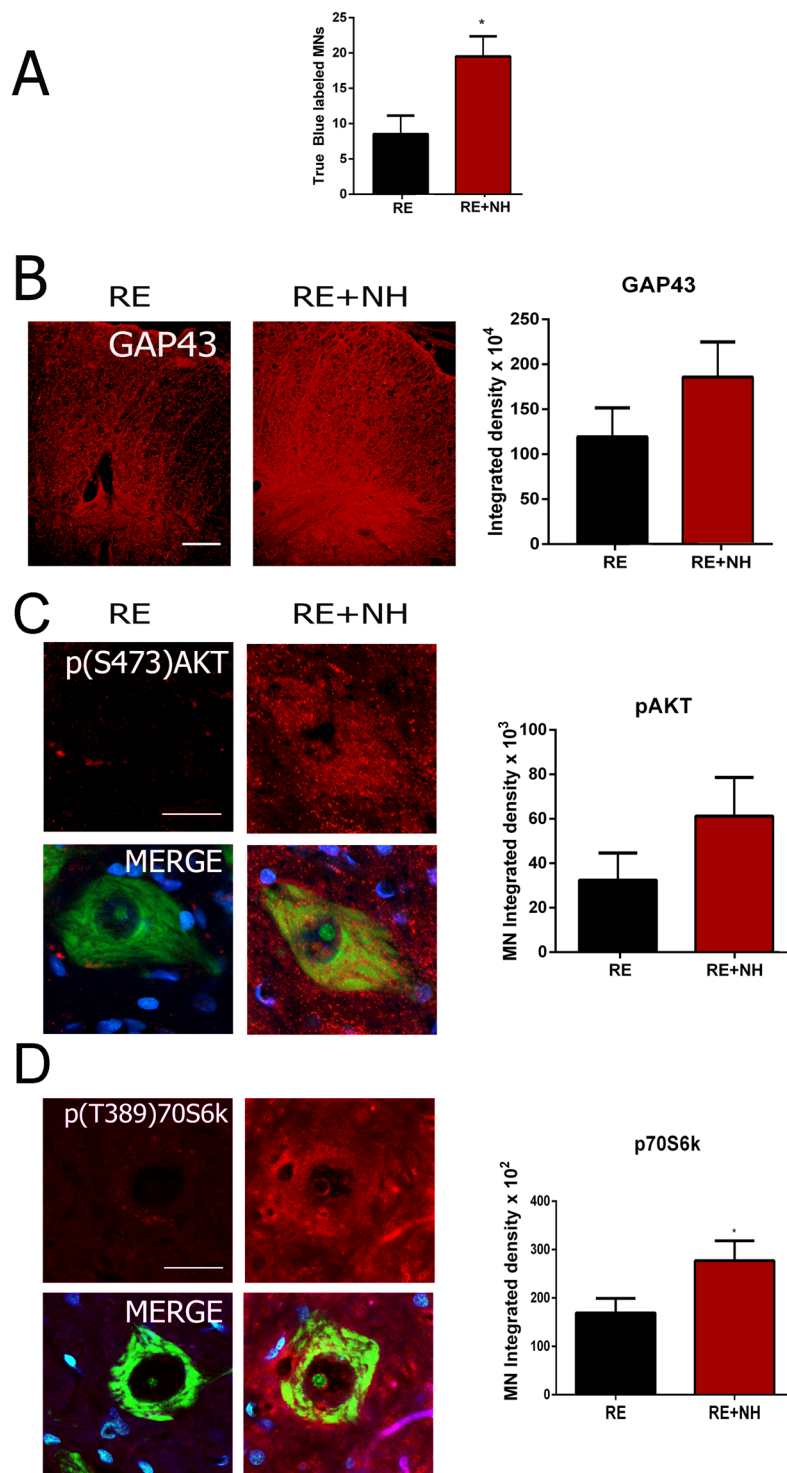 A
True Blue labeled MNs
25
20
15
10
5
0
*
RE
RE+NH
B
RE
RE+NH
GAP43
GAP43
Integrated density x 10⁴
250
200
150
100
50
0
RE
RE+NH
C
RE
RE+NH
p(S473)AKT
MERGE
pAKT
MN Integrated density x 10³
100
80
60
40
20
0
RE
RE+NH
D
p(T389)70S6k
MERGE
p70S6k
MN Integrated density x 10²
400
300
200
100
0
*
RE
RE+NH